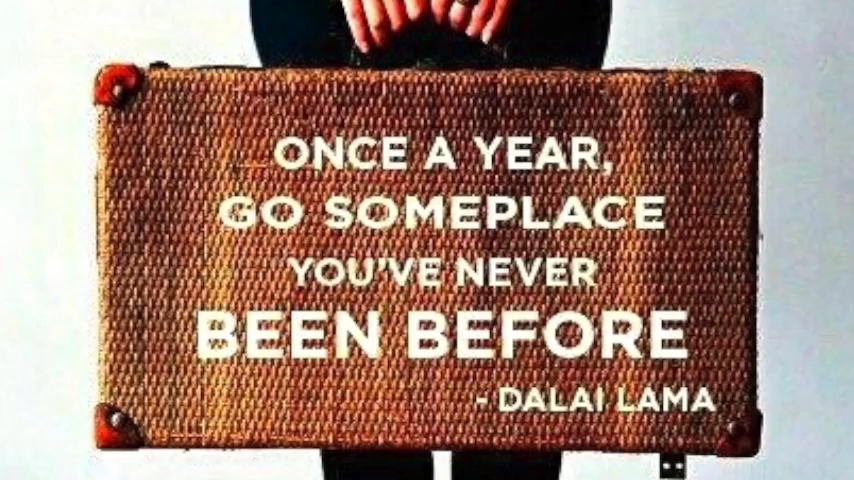 ONCE A YEAR,
GO SOMEPLACE
YOU'VE NEVER
BEEN BEFORE
- DALAI LAMA